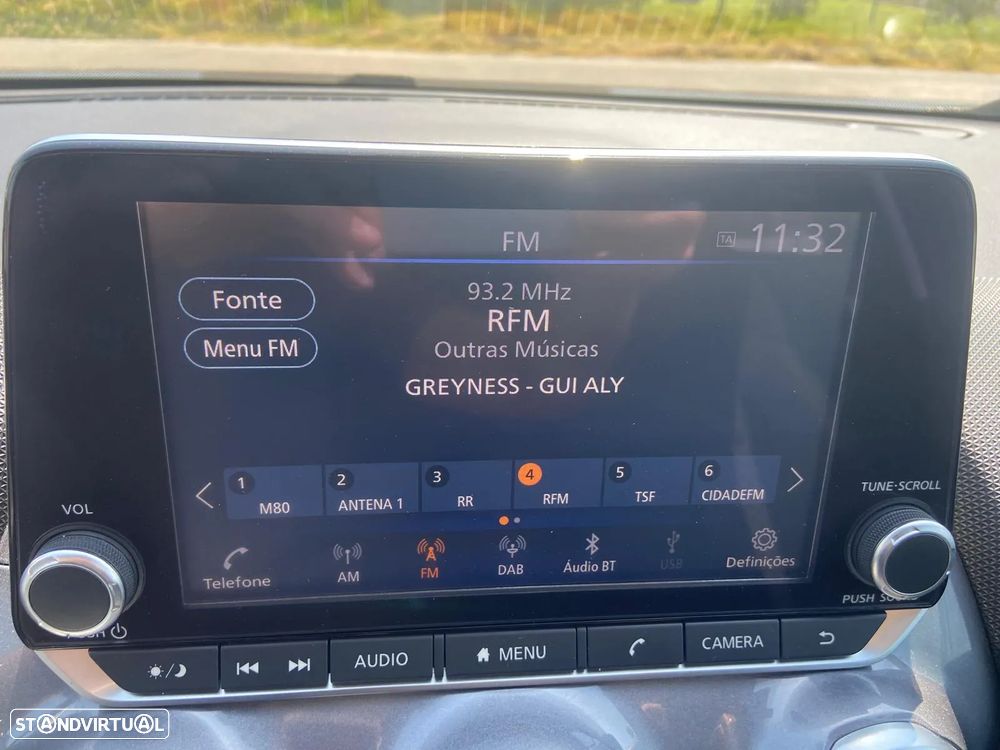 FM
TA 11:32
Fonte
93.2 MHz
RFM
Menu FM
Outras Músicas
GREYNESS - GUI ALY
1 M80
2 ANTENA 1
3 RR
4 RFM
5 TSF
6 CIDADEFM
VOL
TUNE·SCROLL
Telefone
AM
FM
DAB
Áudio BT
USB
Definições
PUSH
PUSH SOUND
AUDIO
MENU
CAMERA
STANDVIRTUAL